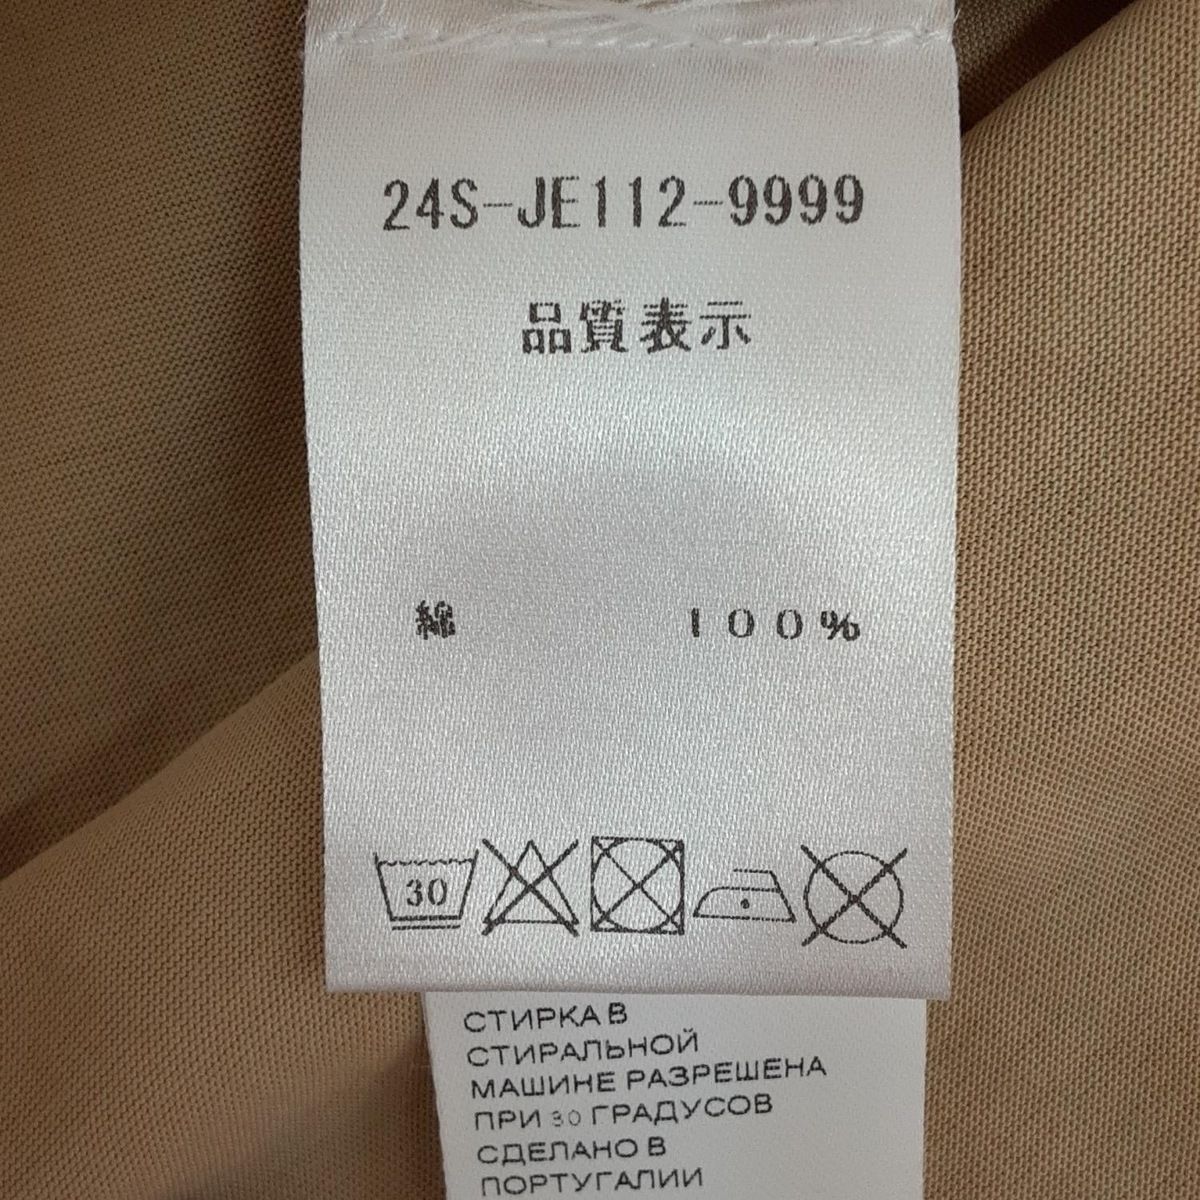 24S-JE112-9999
品質表示
綿 100%
30
СТИРКА В
СТИРАЛЬНОЙ
МАШИНЕ РАЗРЕШЕНА
ПРИ 30 ГРАДУСОВ
СДЕЛАНО В
ПОРТУГАЛИИ